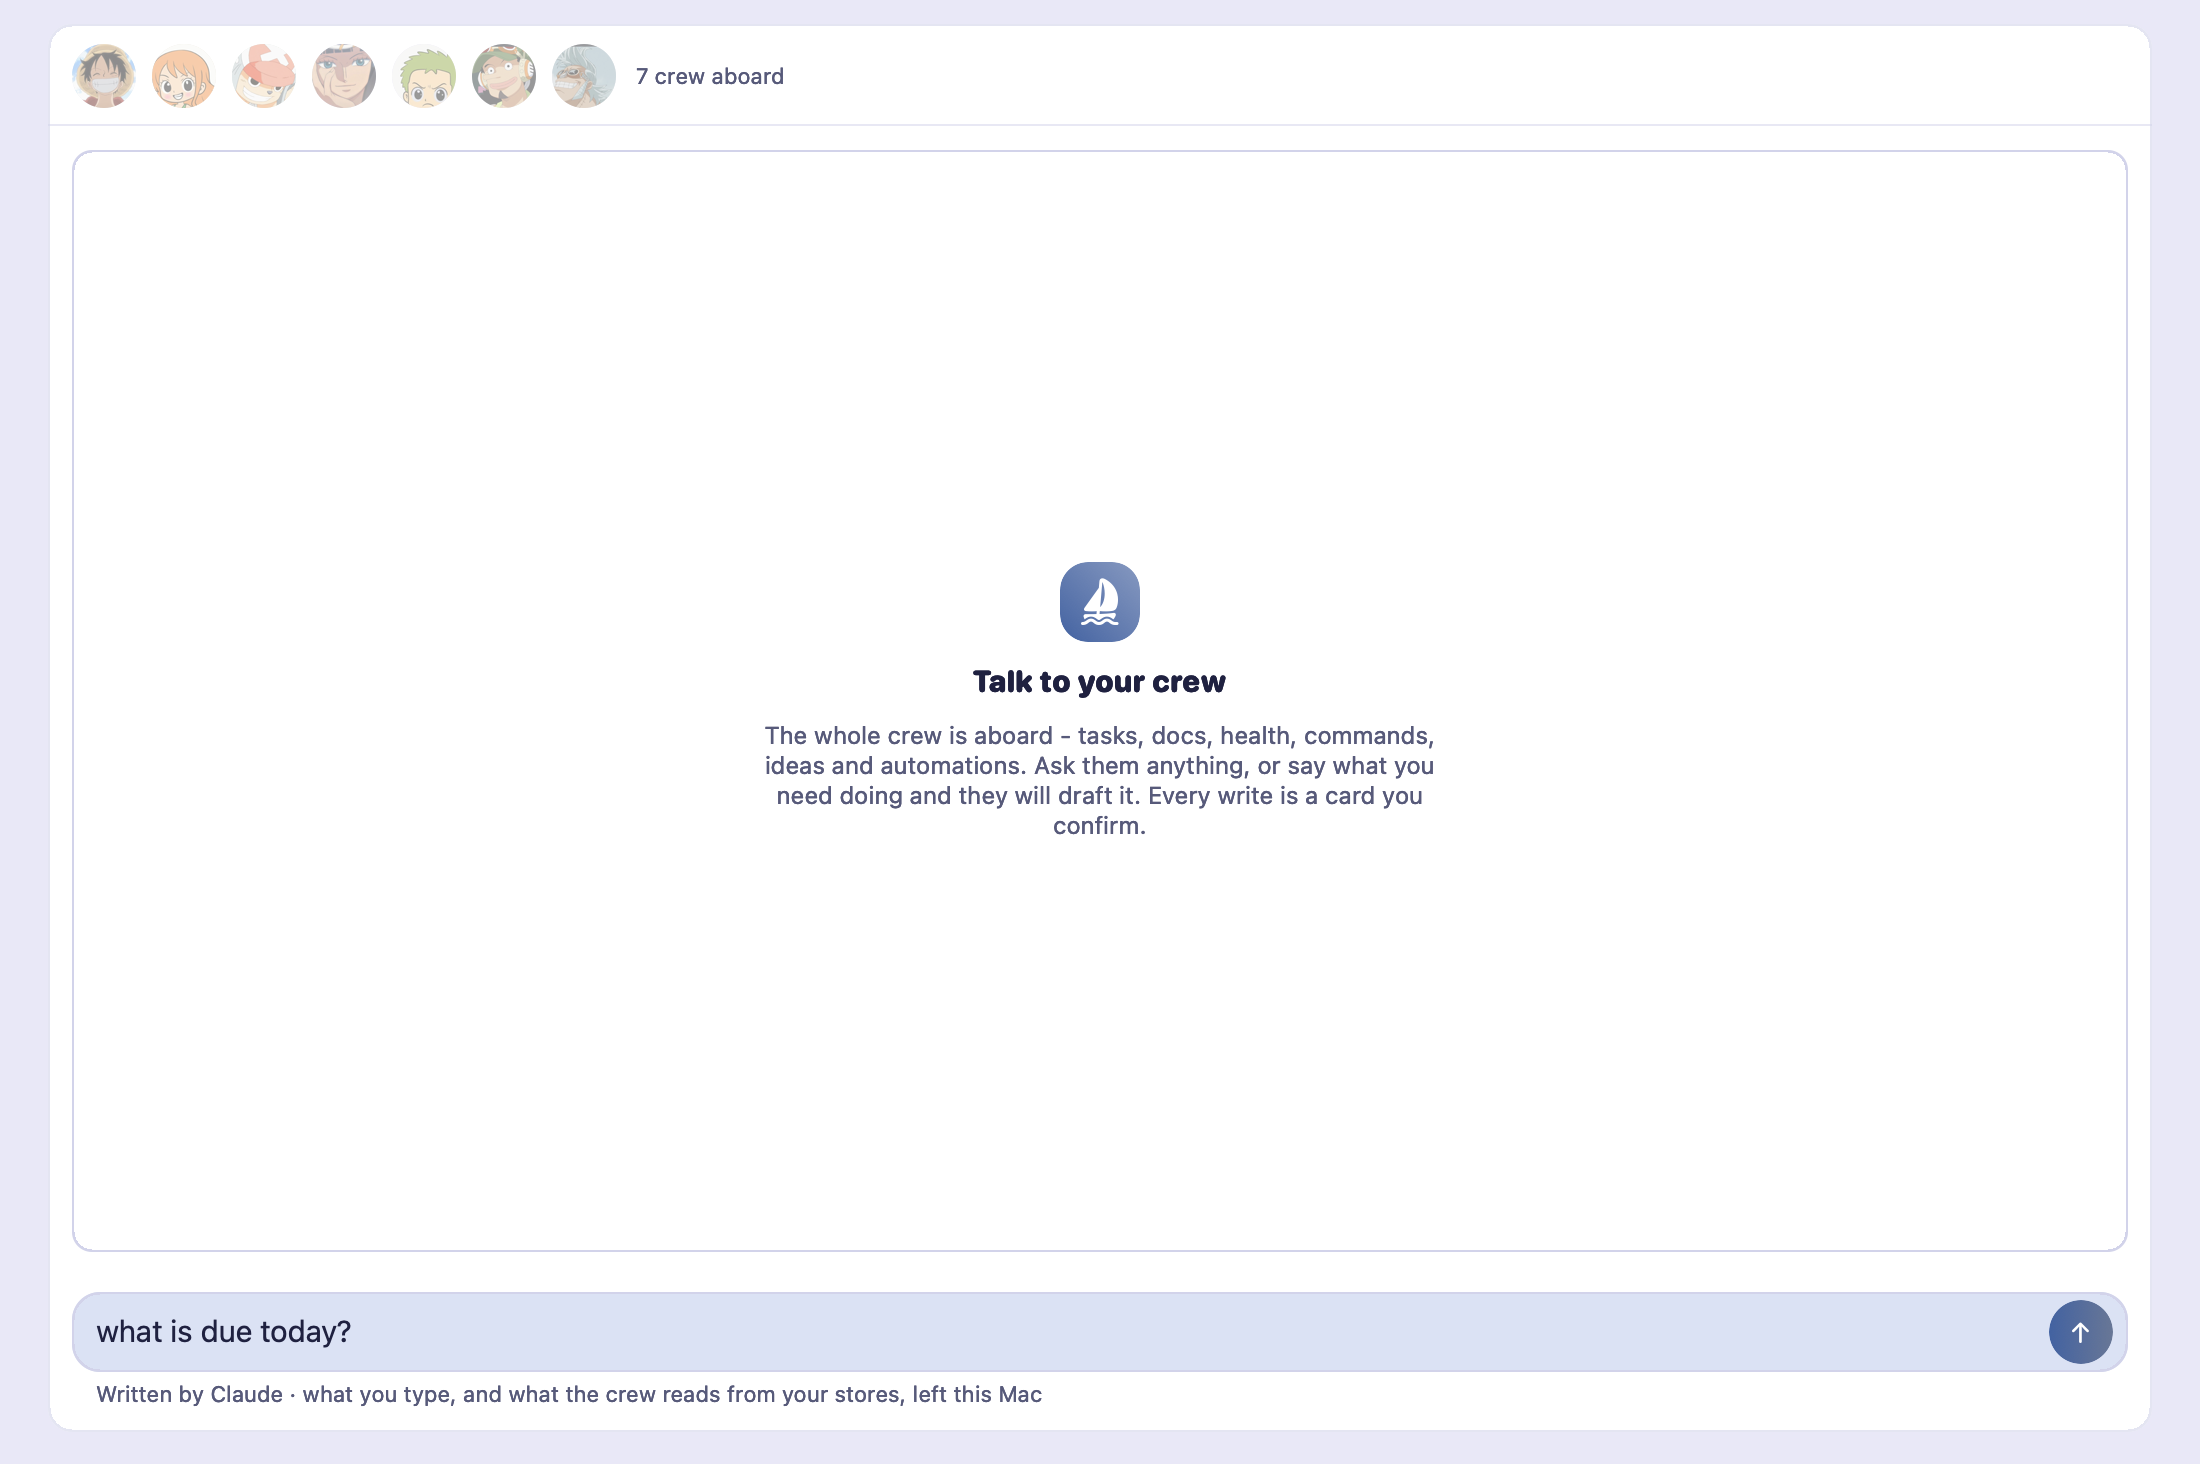 7 crew aboard
Talk to your crew
The whole crew is aboard - tasks, docs, health, commands,
ideas and automations. Ask them anything, or say what you
need doing and they will draft it. Every write is a card you
confirm.
what is due today?
Written by Claude · what you type, and what the crew reads from your stores, left this Mac